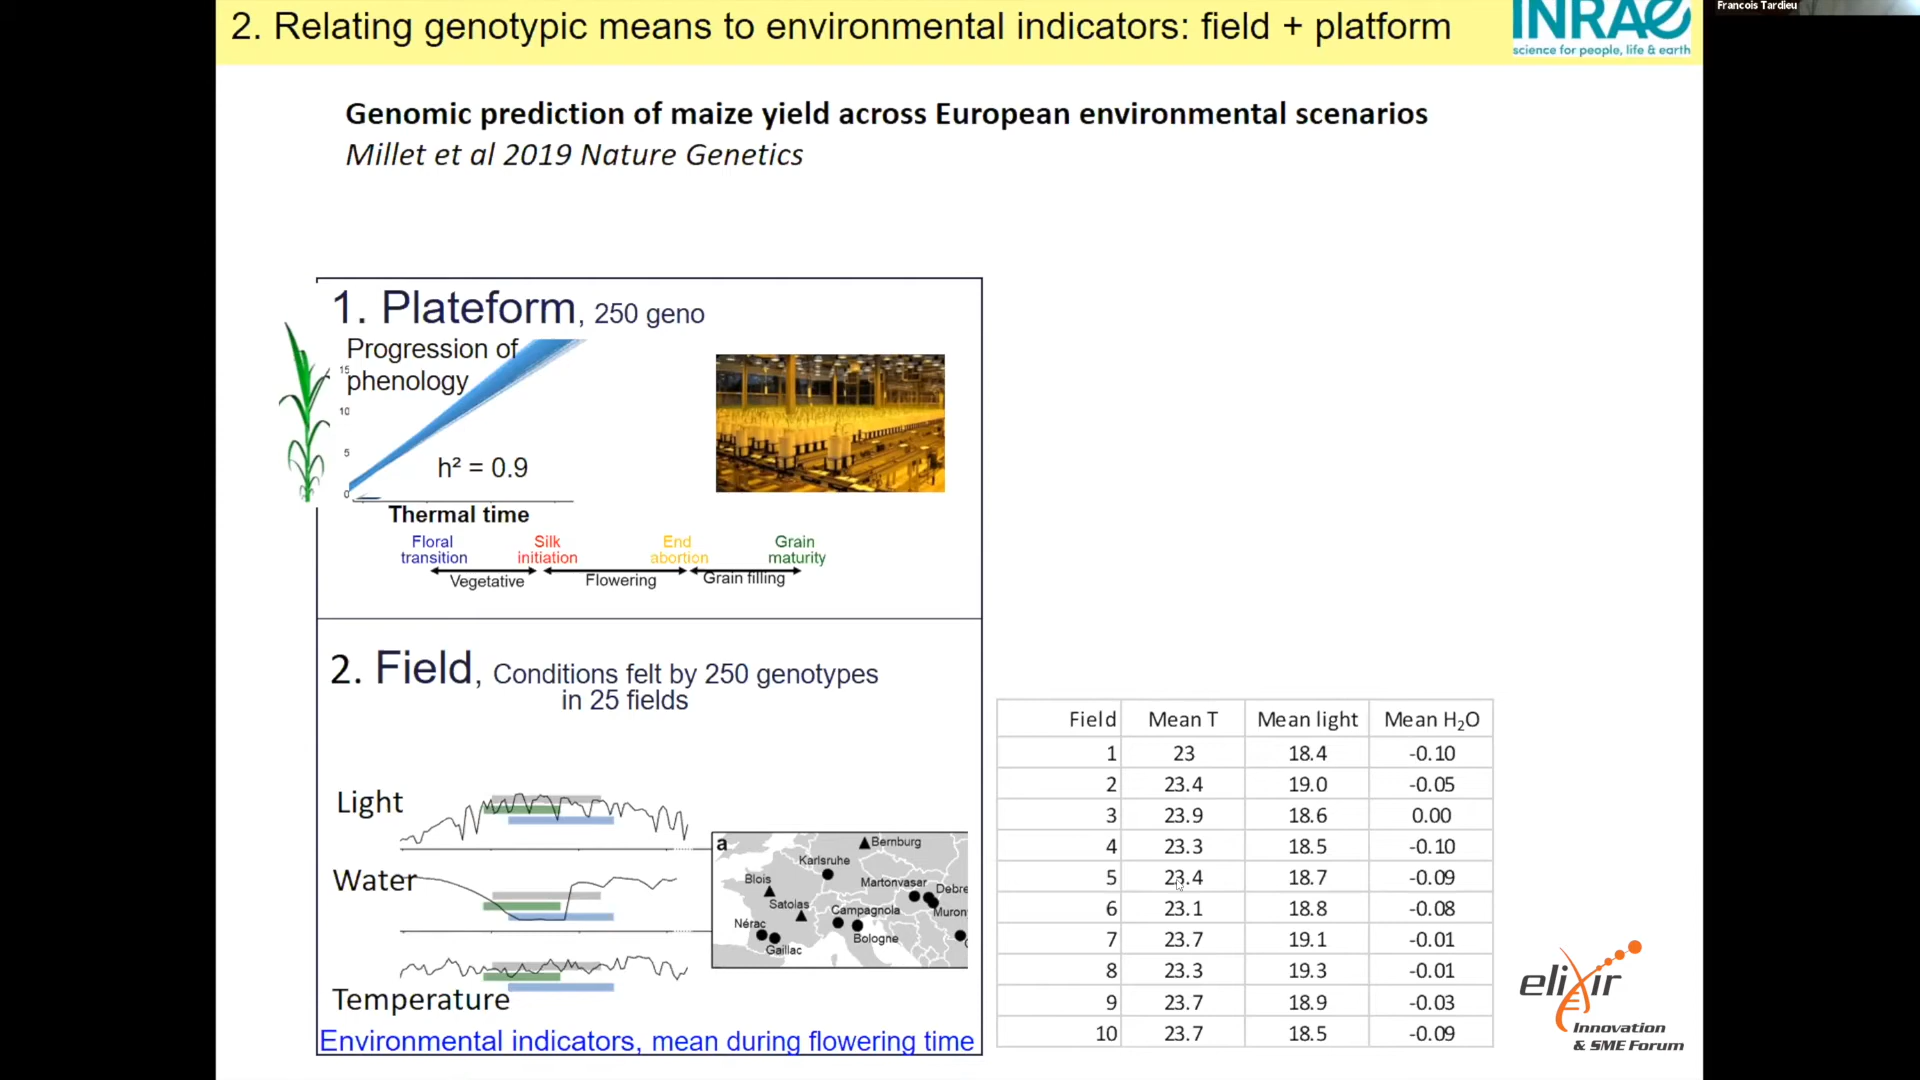 Francois Tardieu
2. Relating genotypic means to environmental indicators: field + platform
INRAE
science for people, life & earth
Genomic prediction of maize yield across European environmental scenarios
Millet et al 2019 Nature Genetics
1. Plateform, 250 geno
Progression of
phenology
15
10
5
0
h² = 0.9
Thermal time
Floral transition
Silk initiation
End abortion
Grain maturity
Vegetative
Flowering
Grain filling
2. Field, Conditions felt by 250 genotypes
in 25 fields
Light
Water
Temperature
a
Bernburg
Karlsruhe
Blois
Martonvasar
Debre
Satolas
Campagnola
Muron
Nérac
Bologne
Gaillac
Environmental indicators, mean during flowering time
Field Mean T Mean light Mean H₂O
1 23 18.4 -0.10
2 23.4 19.0 -0.05
3 23.9 18.6 0.00
4 23.3 18.5 -0.10
5 23.4 18.7 -0.09
6 23.1 18.8 -0.08
7 23.7 19.1 -0.01
8 23.3 19.3 -0.01
9 23.7 18.9 -0.03
10 23.7 18.5 -0.09
elixir
Innovation
& SME Forum